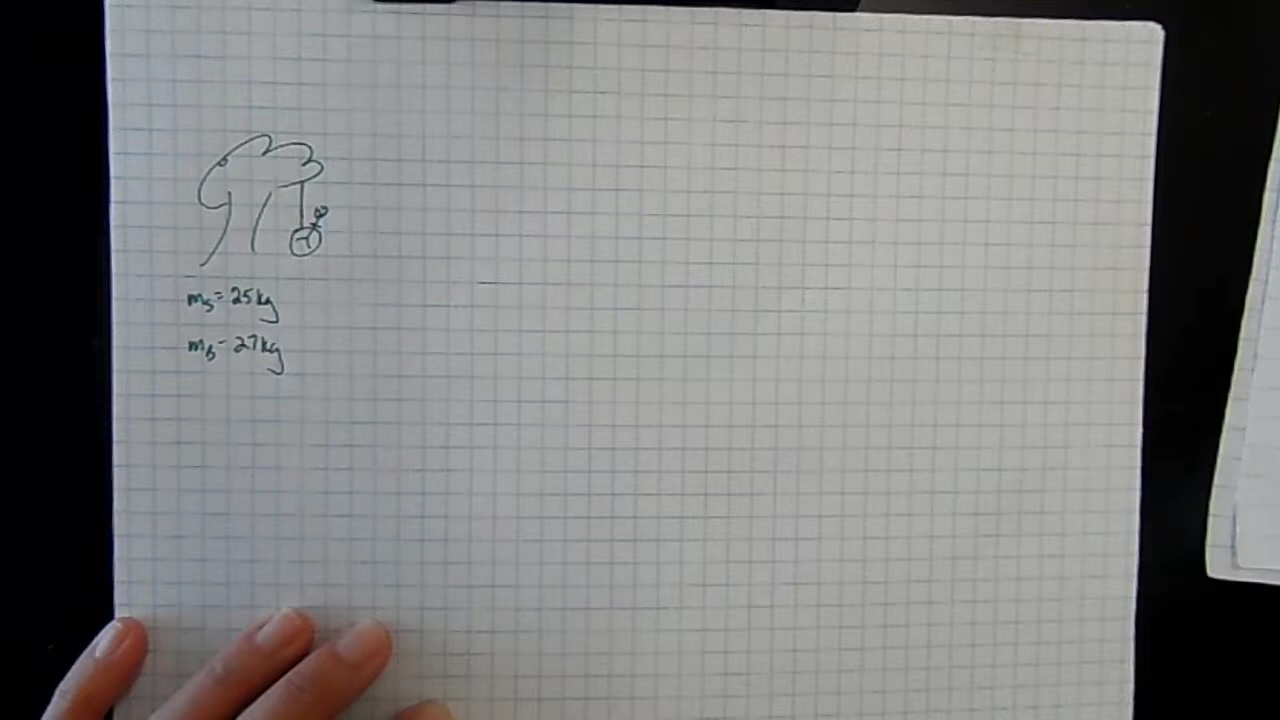 ms = 25kg
mb = 27kg